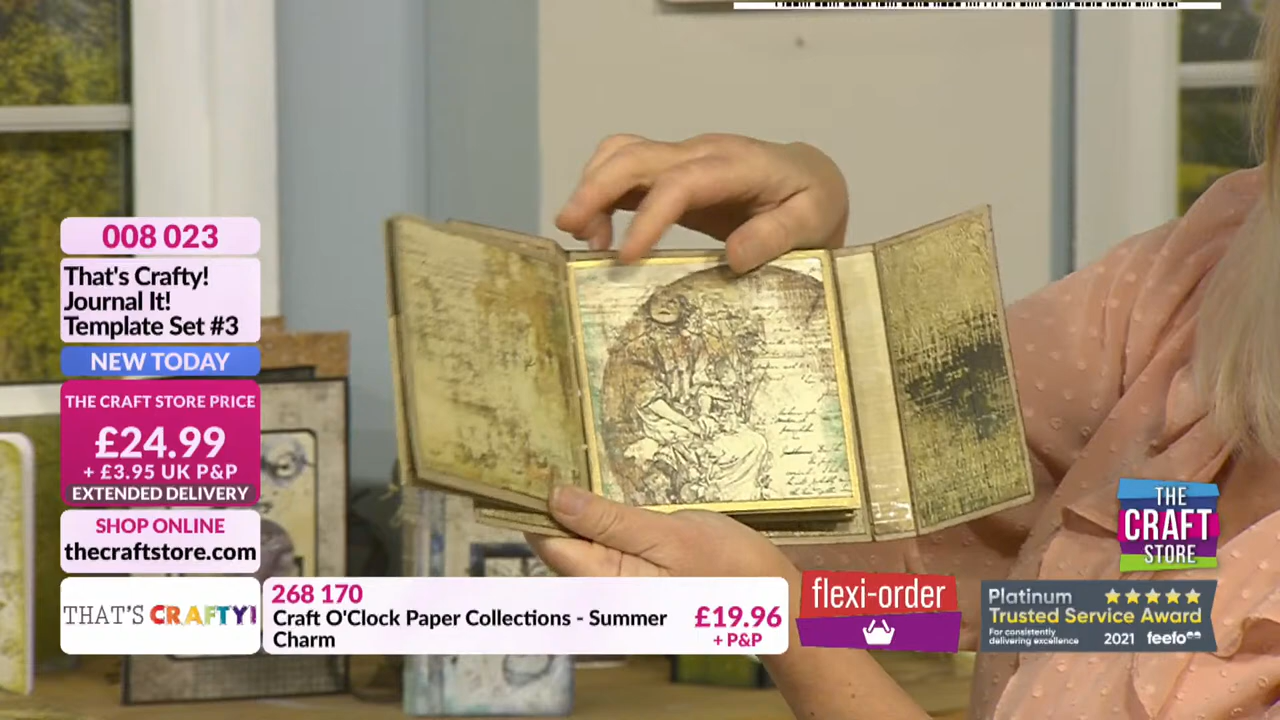 008 023
That's Crafty!
Journal It!
Template Set #3
NEW TODAY
THE CRAFT STORE PRICE
£24.99
+ £3.95 UK P&P
EXTENDED DELIVERY
SHOP ONLINE
thecraftstore.com
THAT'S CRAFTY!
268 170
Craft O'Clock Paper Collections - Summer
Charm
£19.96
+ P&P
flexi-order
THE
CRAFT
STORE
Platinum
Trusted Service Award
For consistently
delivering excellence
2021 feefo